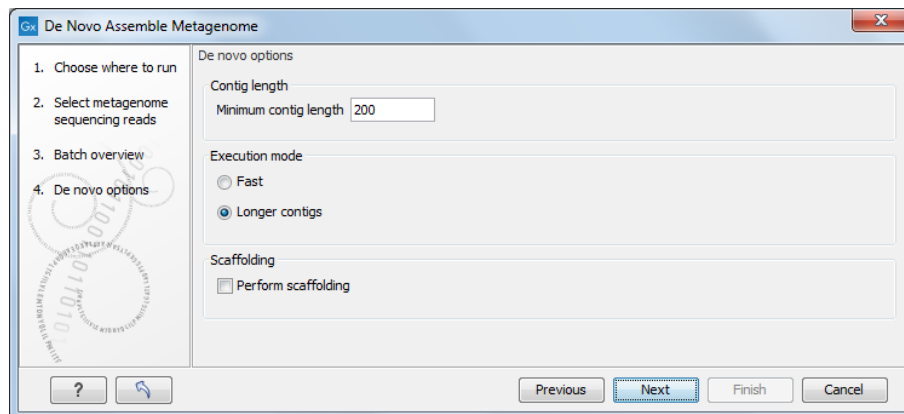 Gx De Novo Assemble Metagenome
X
1. Choose where to run
2. Select metagenome
sequencing reads
3. Batch overview
4. De novo options
De novo options
Contig length
Minimum contig length 200
Execution mode
Fast
Longer contigs
Scaffolding
Perform scaffolding
?
Previous
Next
Finish
Cancel